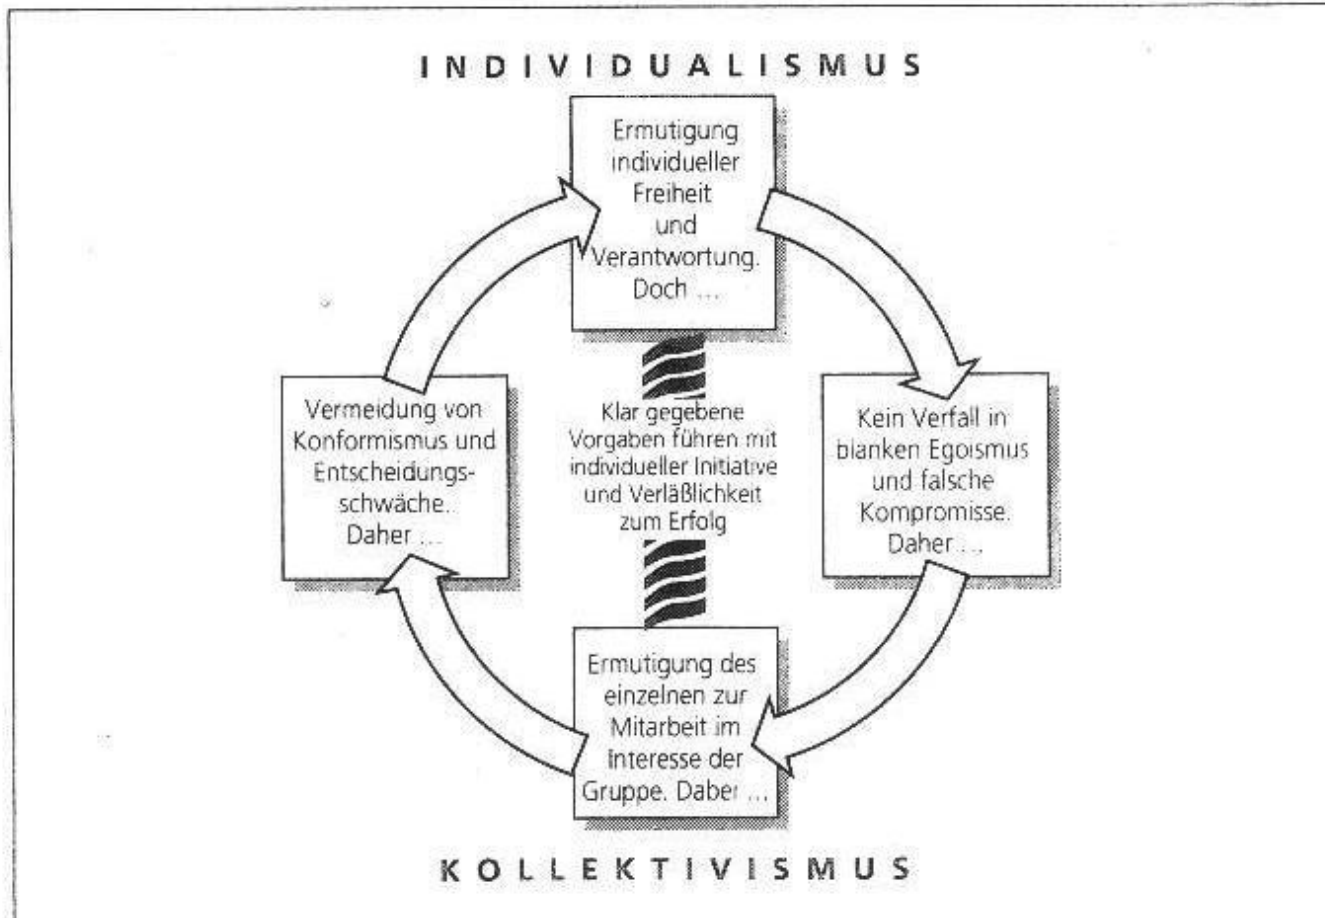 INDIVIDUALISMUS
Ermutigung
individueller
Freiheit
und
Verantwortung.
Doch ...
Vermeidung von
Konformismus und
Entscheidungs-
schwäche.
Daher ...
Klar gegebene
Vorgaben führen mit
individueller Initiative
und Verläßlichkeit
zum Erfolg
Kein Verfall in
blanken Egoismus
und falsche
Kompromisse.
Daher ...
Ermutigung des
einzelnen zur
Mitarbeit im
Interesse der
Gruppe. Daber ...
KOLLEKTIVISMUS